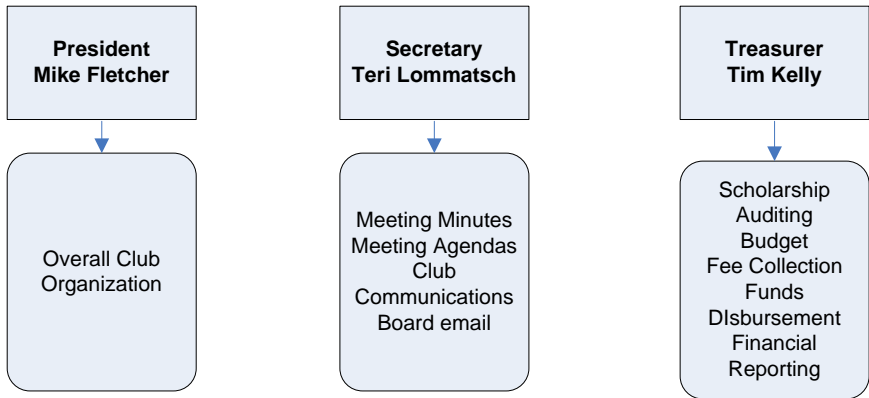 President
Mike Fletcher
Secretary
Teri Lommatsch
Treasurer
Tim Kelly
Overall Club
Organization
Meeting Minutes
Meeting Agendas
Club
Communications
Board email
Scholarship
Auditing
Budget
Fee Collection
Funds
DIsbursement
Financial
Reporting